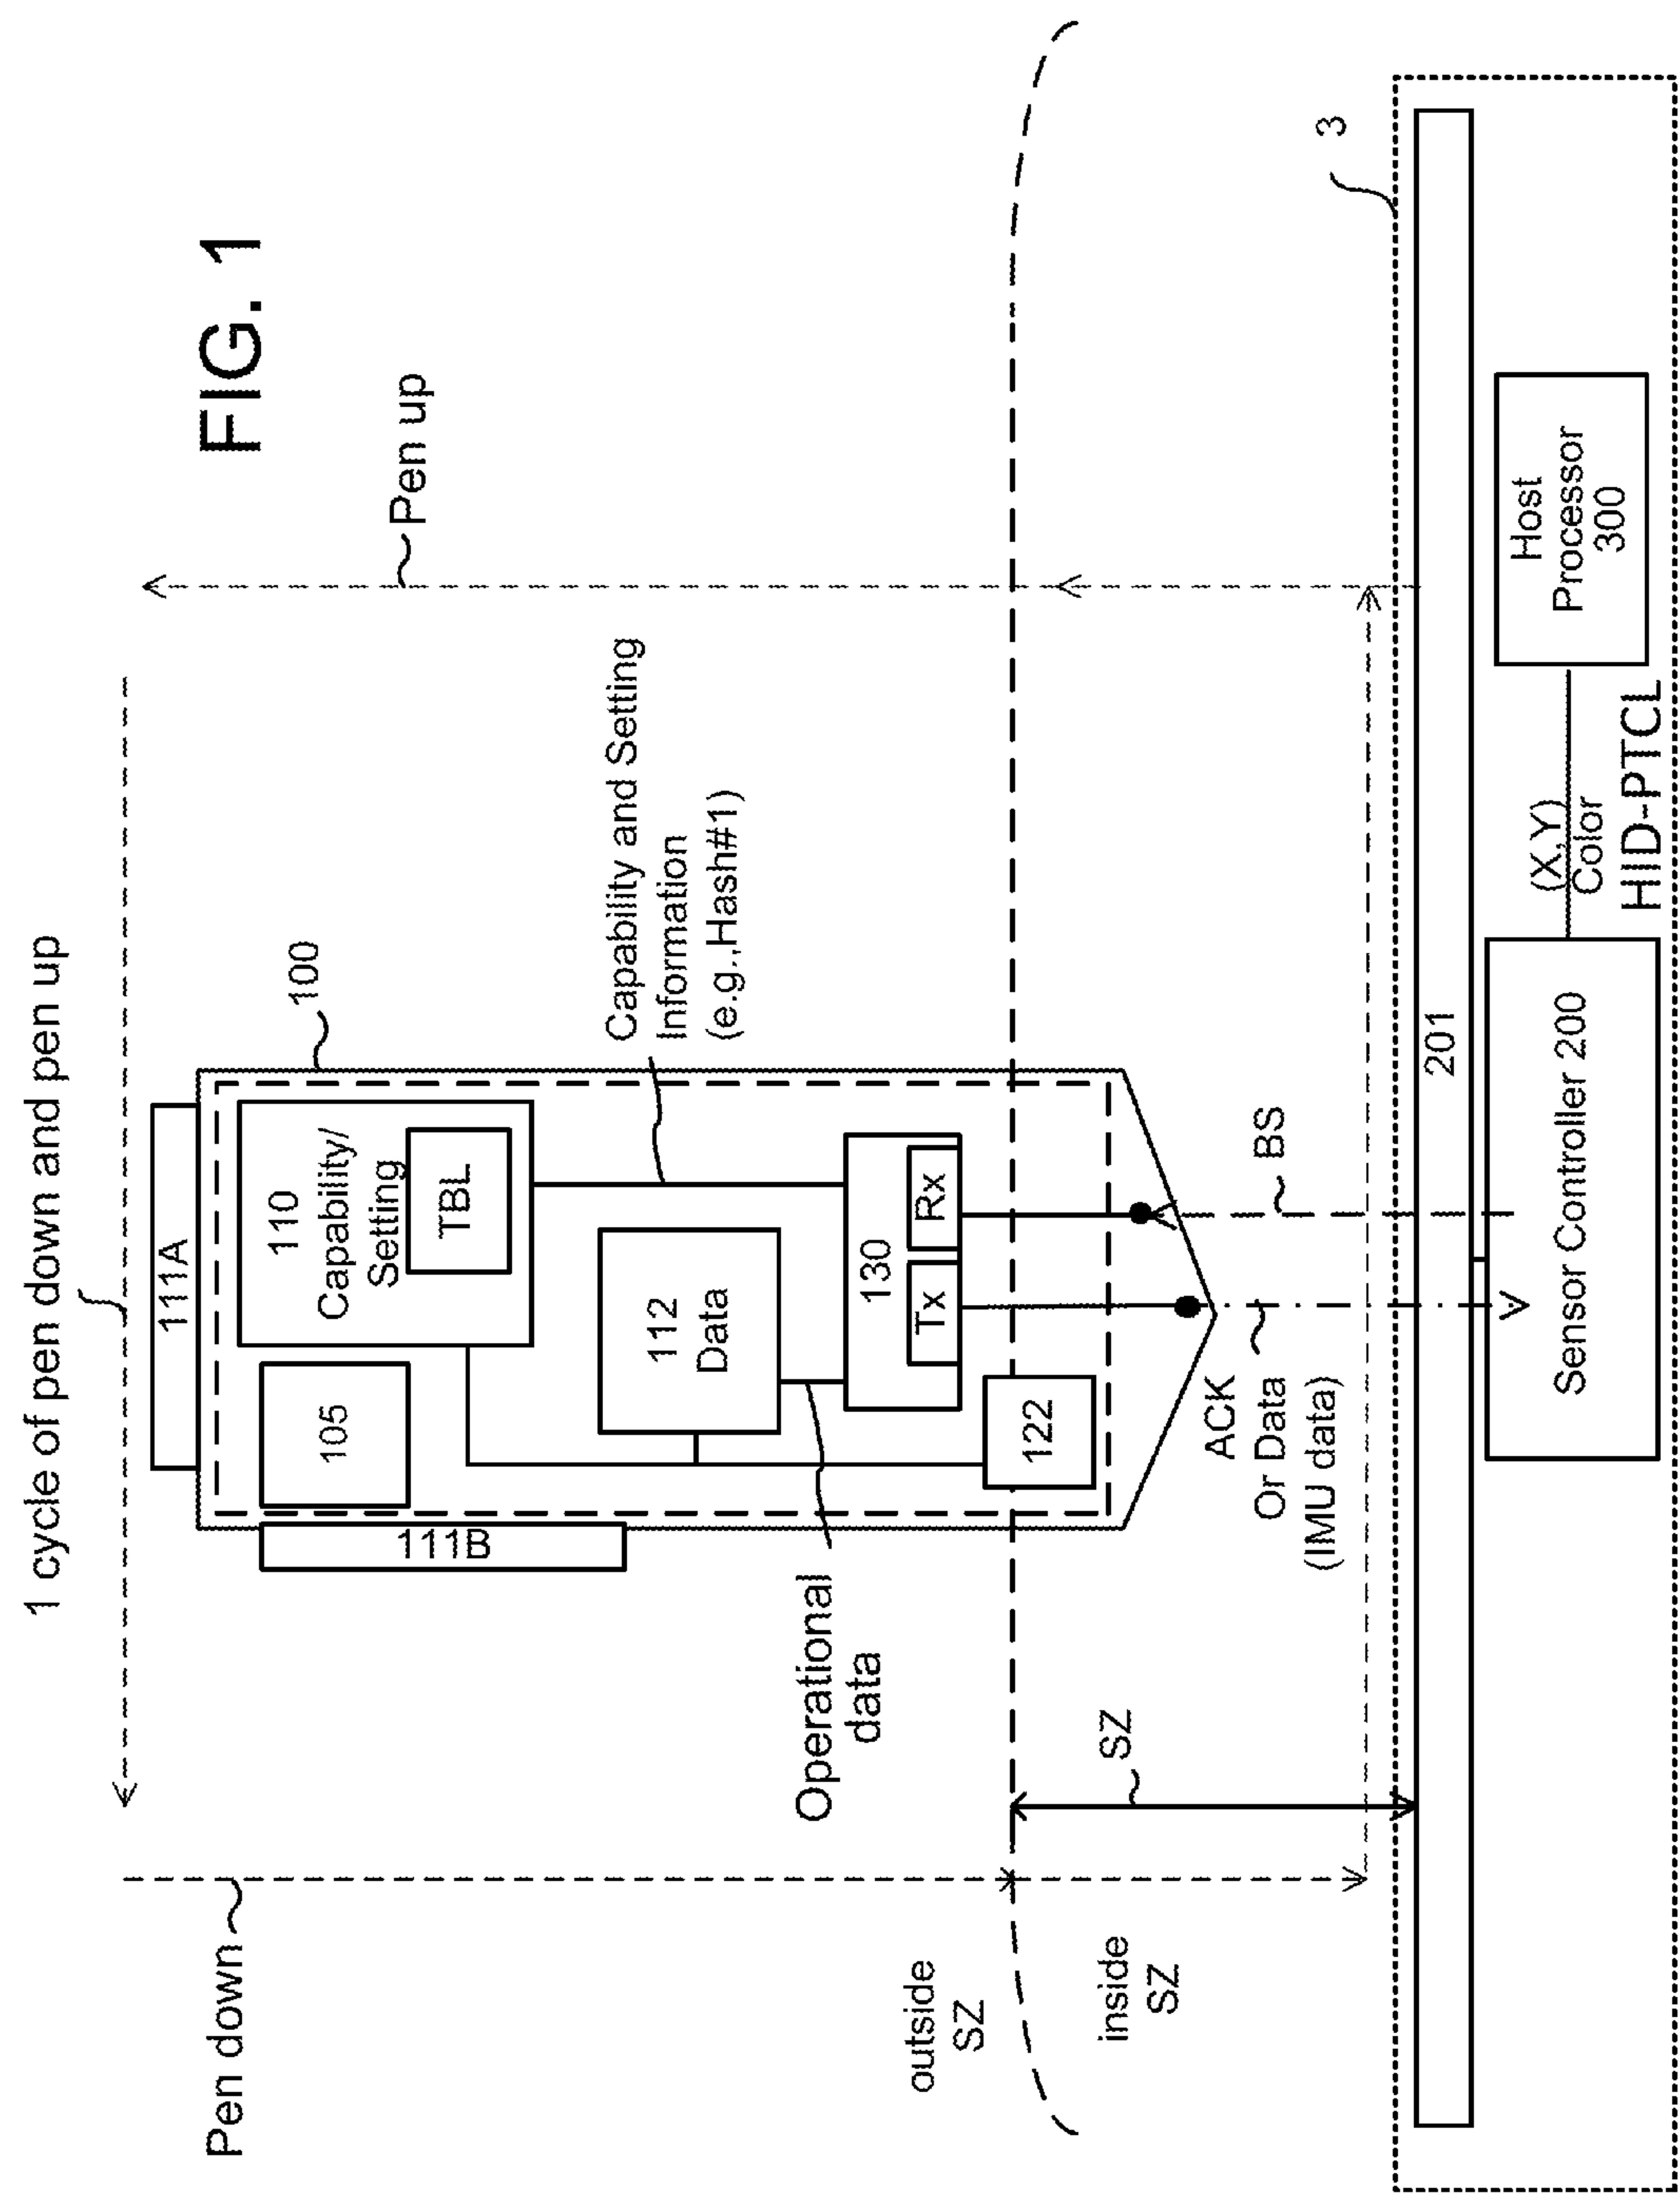 FIG. 1
1 cycle of pen down and pen up
Pen down
Pen up
111A
100
111B
105
110
Capability/
Setting
TBL
Capability and Setting
Information
(e.g.,Hash#1)
112
Data
Operational
data
130
Tx
Rx
122
outside
SZ
inside
SZ
SZ
ACK
Or Data
(IMU data)
BS
3
201
Sensor Controller 200
(X,Y)
Color
HID-PTCL
Host
Processor
300